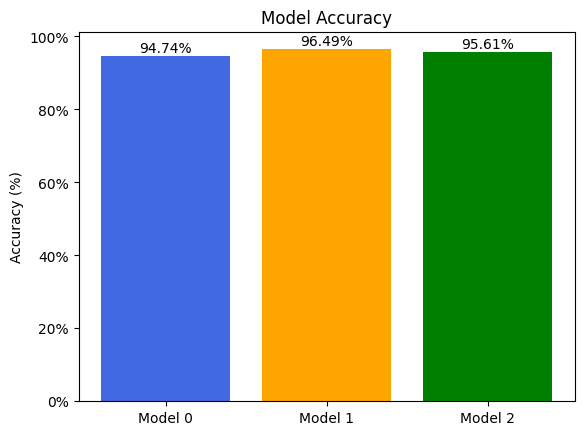 Model Accuracy
100%
80%
60%
40%
20%
0%
Accuracy (%)
94.74%
96.49%
95.61%
Model 0
Model 1
Model 2